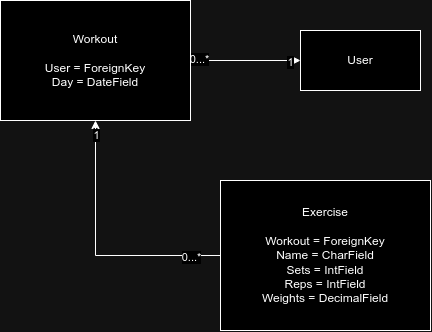 Workout
User = ForeignKey
Day = DateField
0...*
1
User
1
0...*
Exercise
Workout = ForeignKey
Name = CharField
Sets = IntField
Reps = IntField
Weights = DecimalField